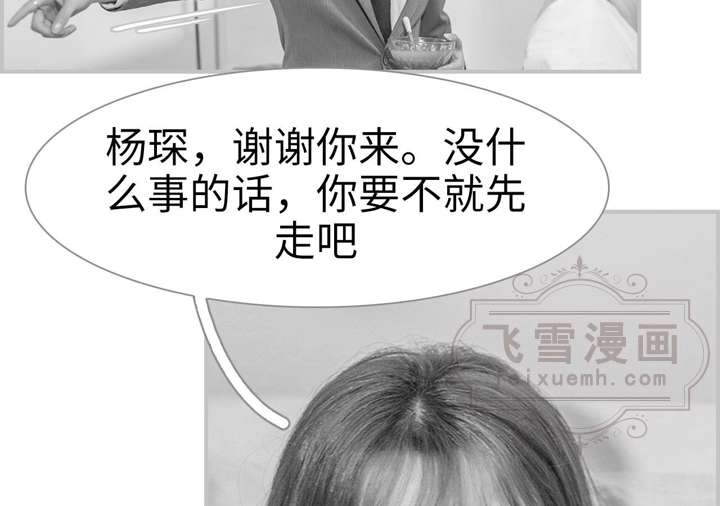 杨琛，谢谢你来。没什
么事的话，你要不就先
走吧
飞雪漫画
feixuemh.com